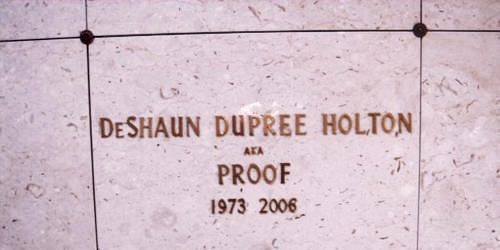 DeSHAUN DUPREE HOLTON
AKA
PROOF
1973 2006